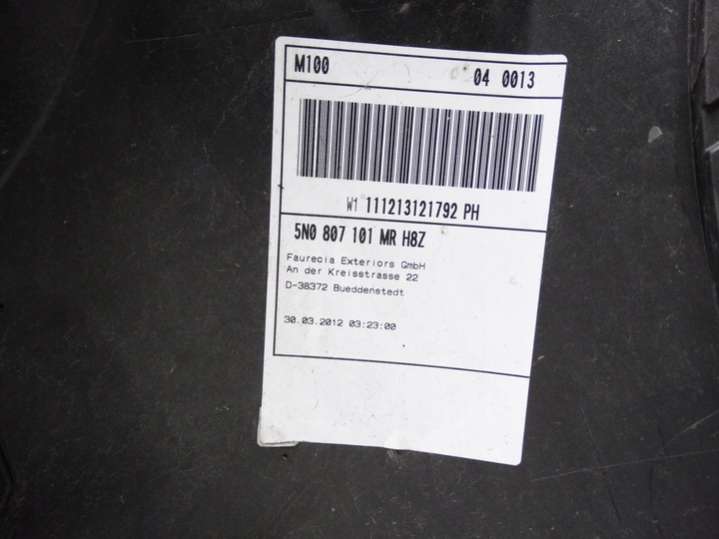 M100 04 0013
W1 111213121792 PH
5N0 807 101 MR H8Z
Faurecia Exteriors GmbH
An der Kreisstrasse 22
D-38372 Bueddenstedt
30.03.2012 03:23:00